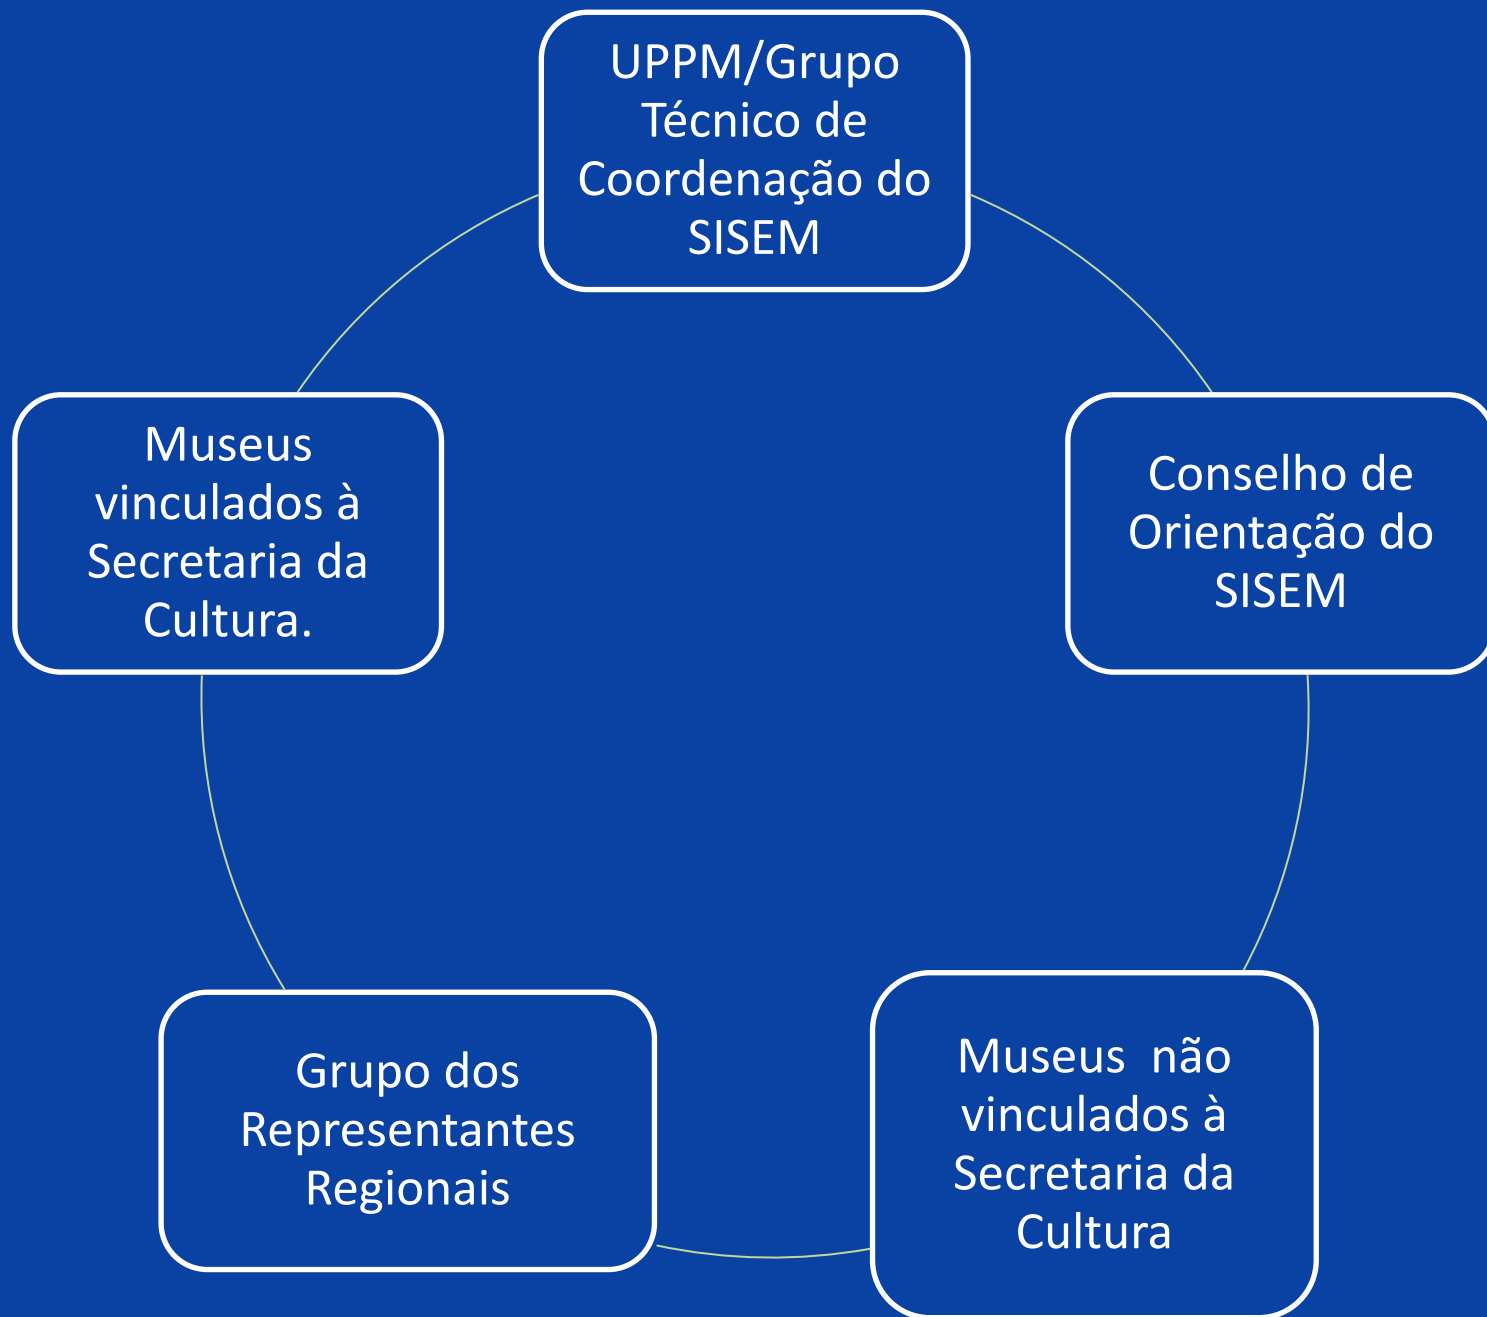 UPPM/Grupo
Técnico de
Coordenação do
SISEM
Museus
vinculados à
Secretaria da
Cultura.
Conselho de
Orientação do
SISEM
Grupo dos
Representantes
Regionais
Museus  não
vinculados à
Secretaria da
Cultura